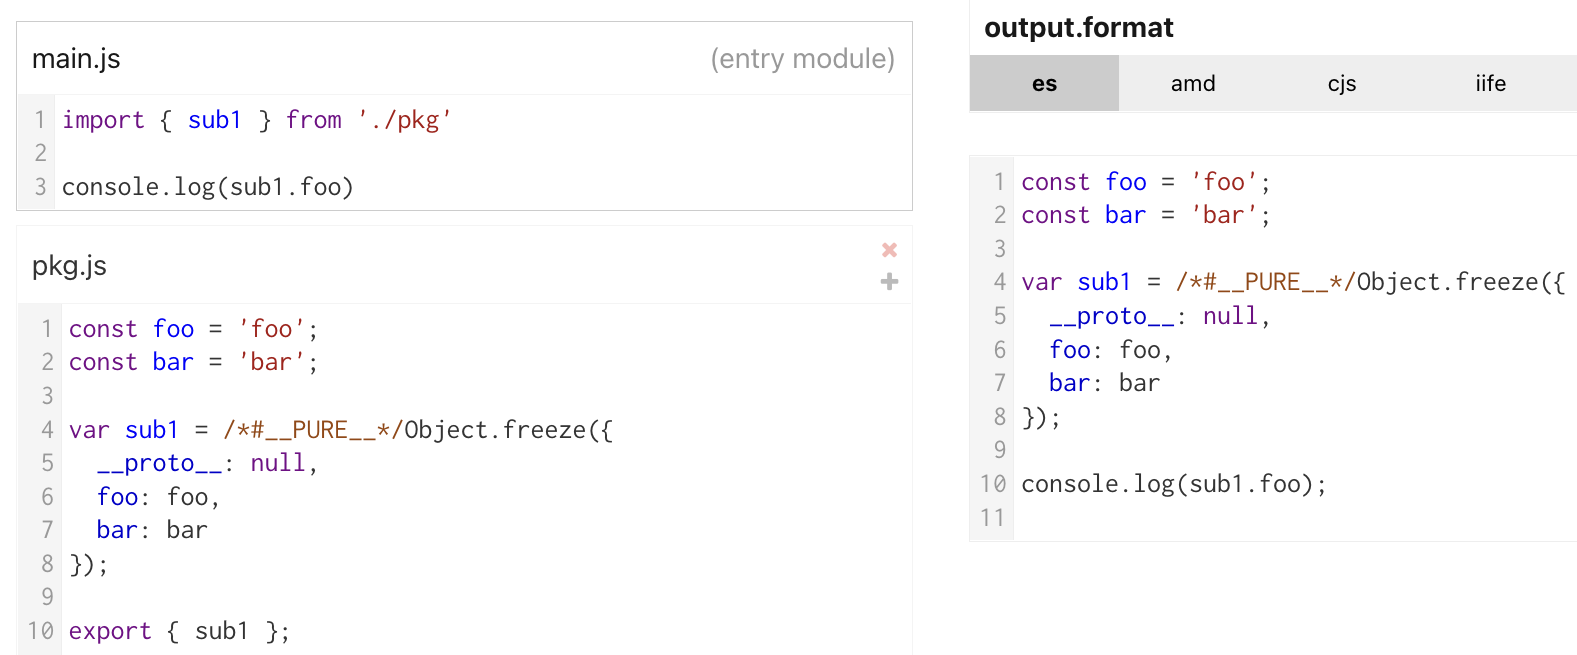 main.js
(entry module)
1 import { sub1 } from './pkg'
2
3 console.log(sub1.foo)
pkg.js
1 const foo = 'foo';
2 const bar = 'bar';
3
4 var sub1 = /*#__PURE__*/Object.freeze({
5   __proto__: null,
6   foo: foo,
7   bar: bar
8 });
9
10 export { sub1 };
output.format
es amd cjs iife
1 const foo = 'foo';
2 const bar = 'bar';
3
4 var sub1 = /*#__PURE__*/Object.freeze({
5   __proto__: null,
6   foo: foo,
7   bar: bar
8 });
9
10 console.log(sub1.foo);
11